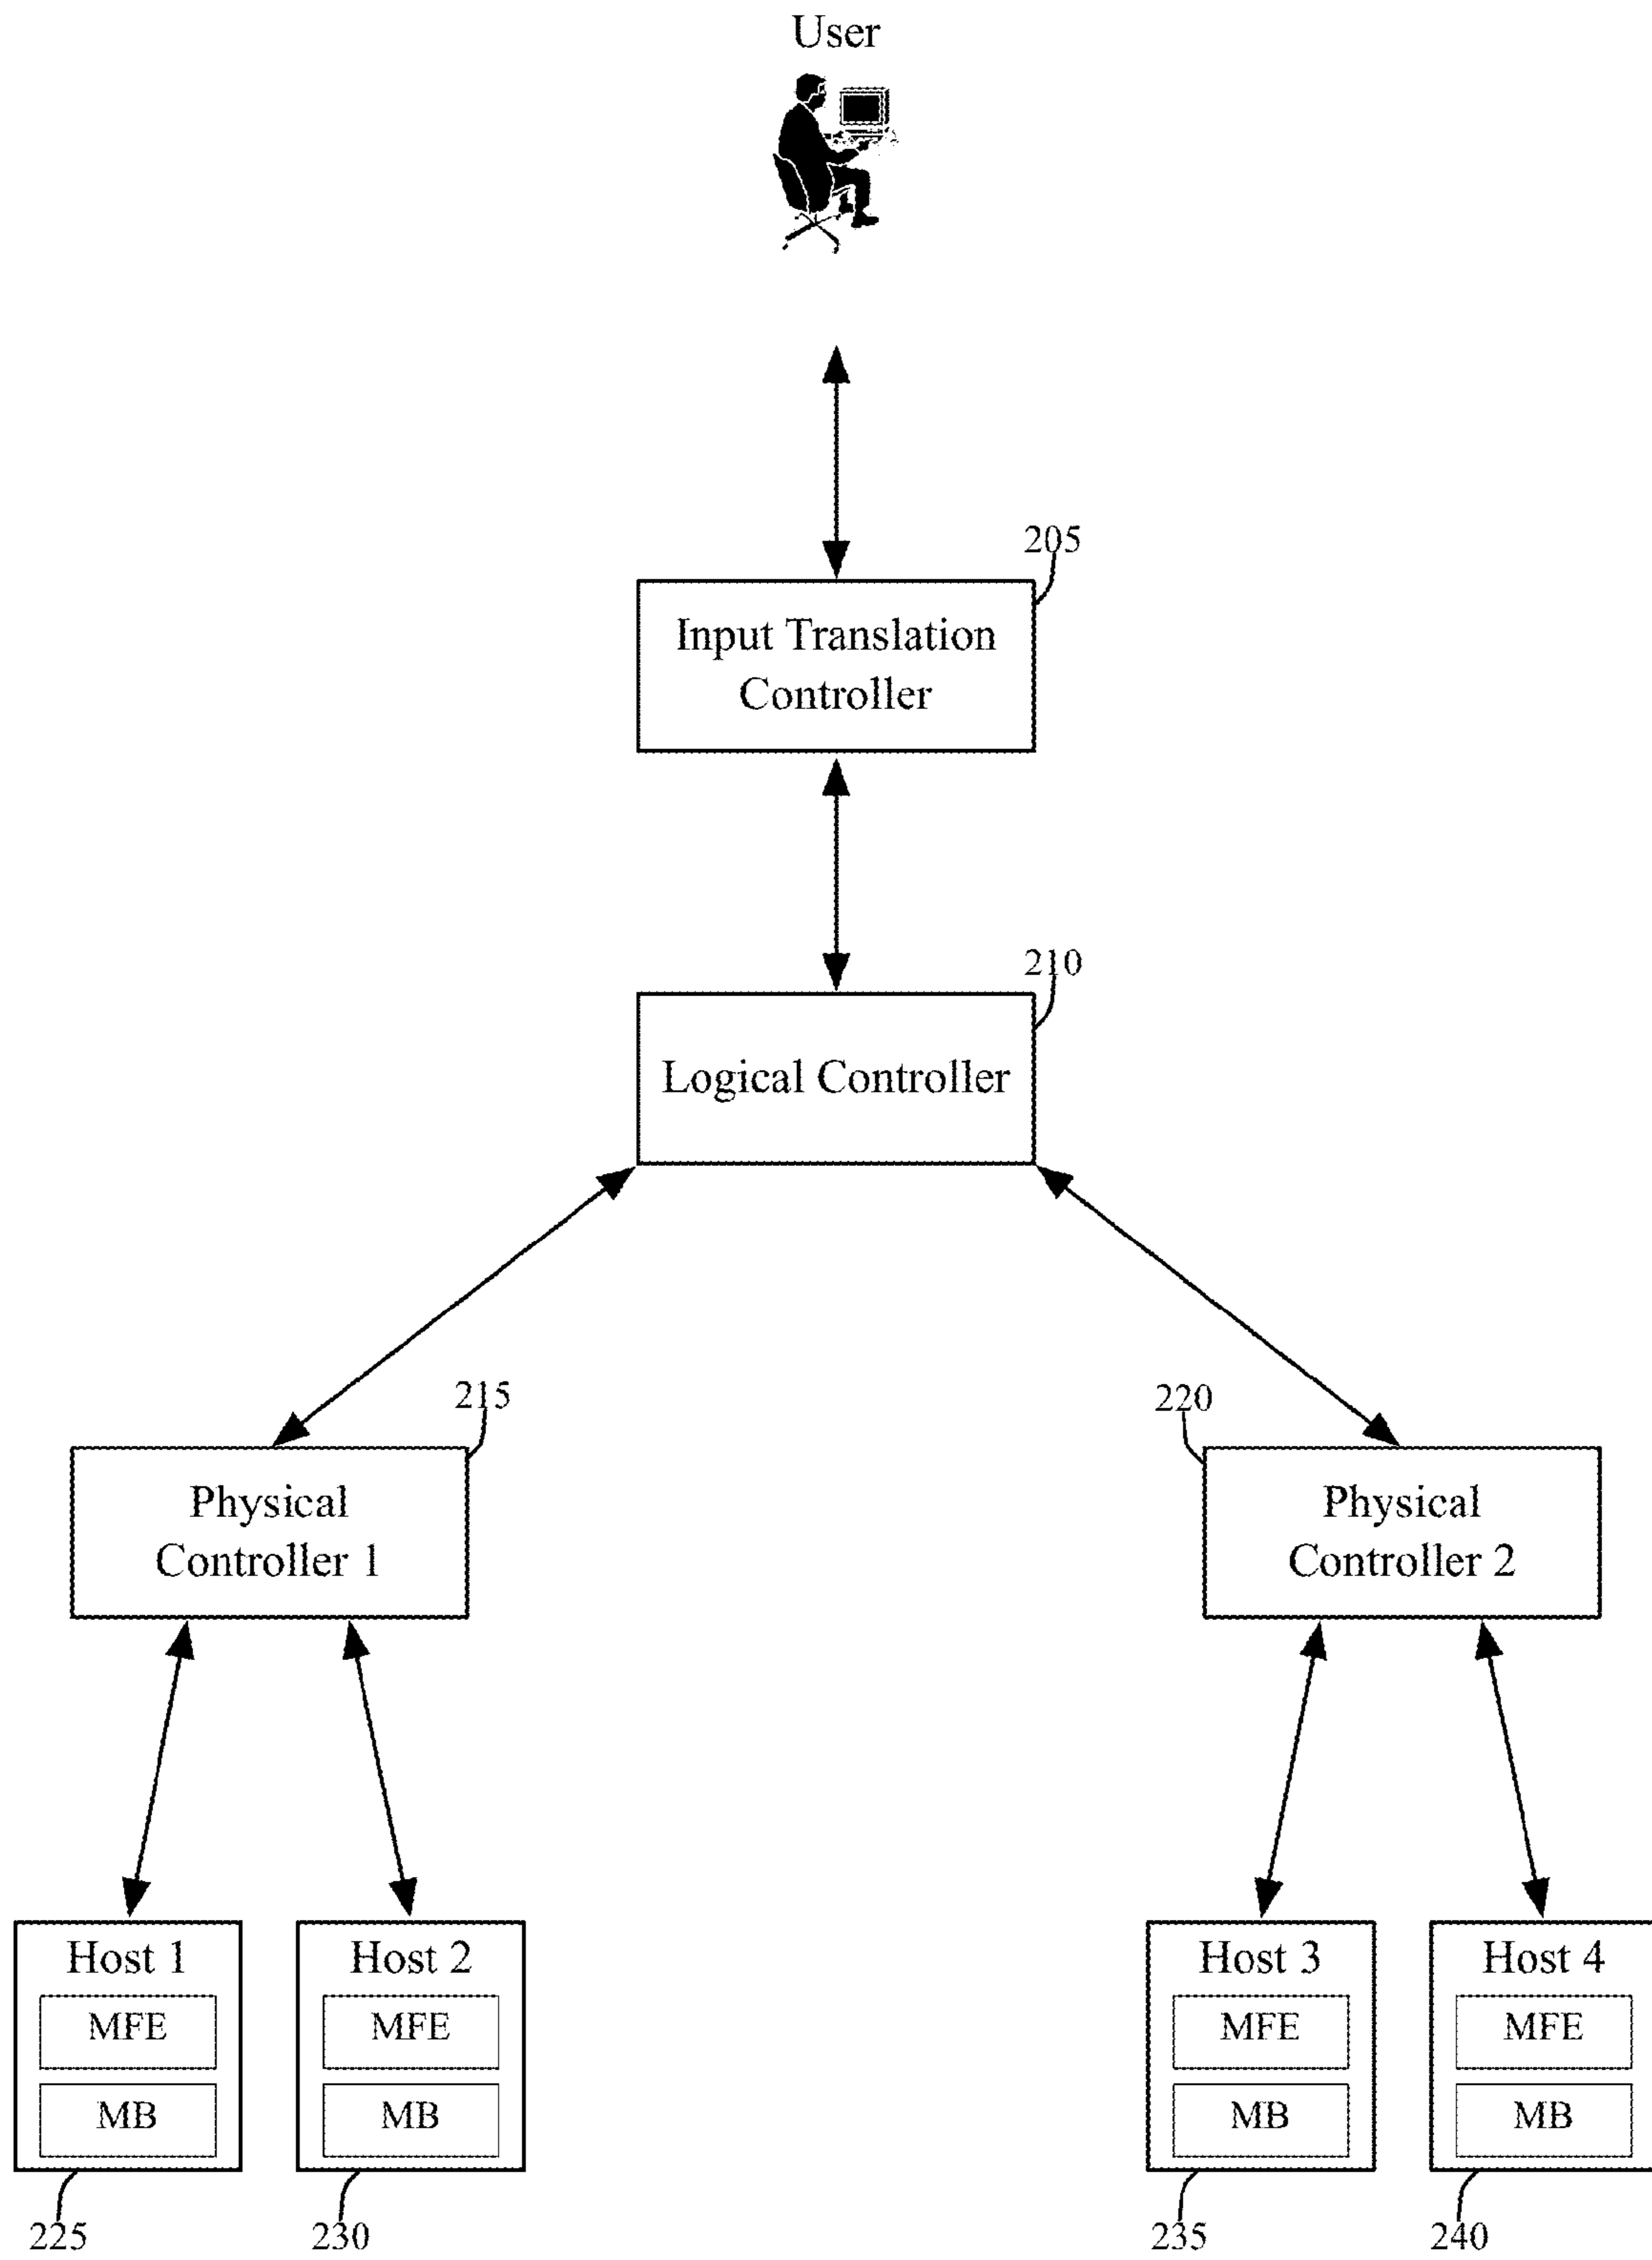 User
205
Input Translation
Controller
210
Logical Controller
215
220
Physical
Controller 1
Physical
Controller 2
Host 1
MFE
MB
Host 2
MFE
MB
Host 3
MFE
MB
Host 4
MFE
MB
225
230
235
240